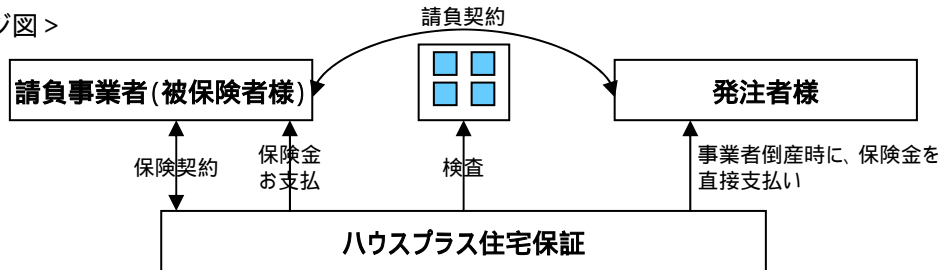 ジ図＞
請負契約
請負事業者(被保険者様)
発注者様
保険契約
保険金
お支払
検査
事業者倒産時に、保険金を
直接支払い
ハウスプラス住宅保証